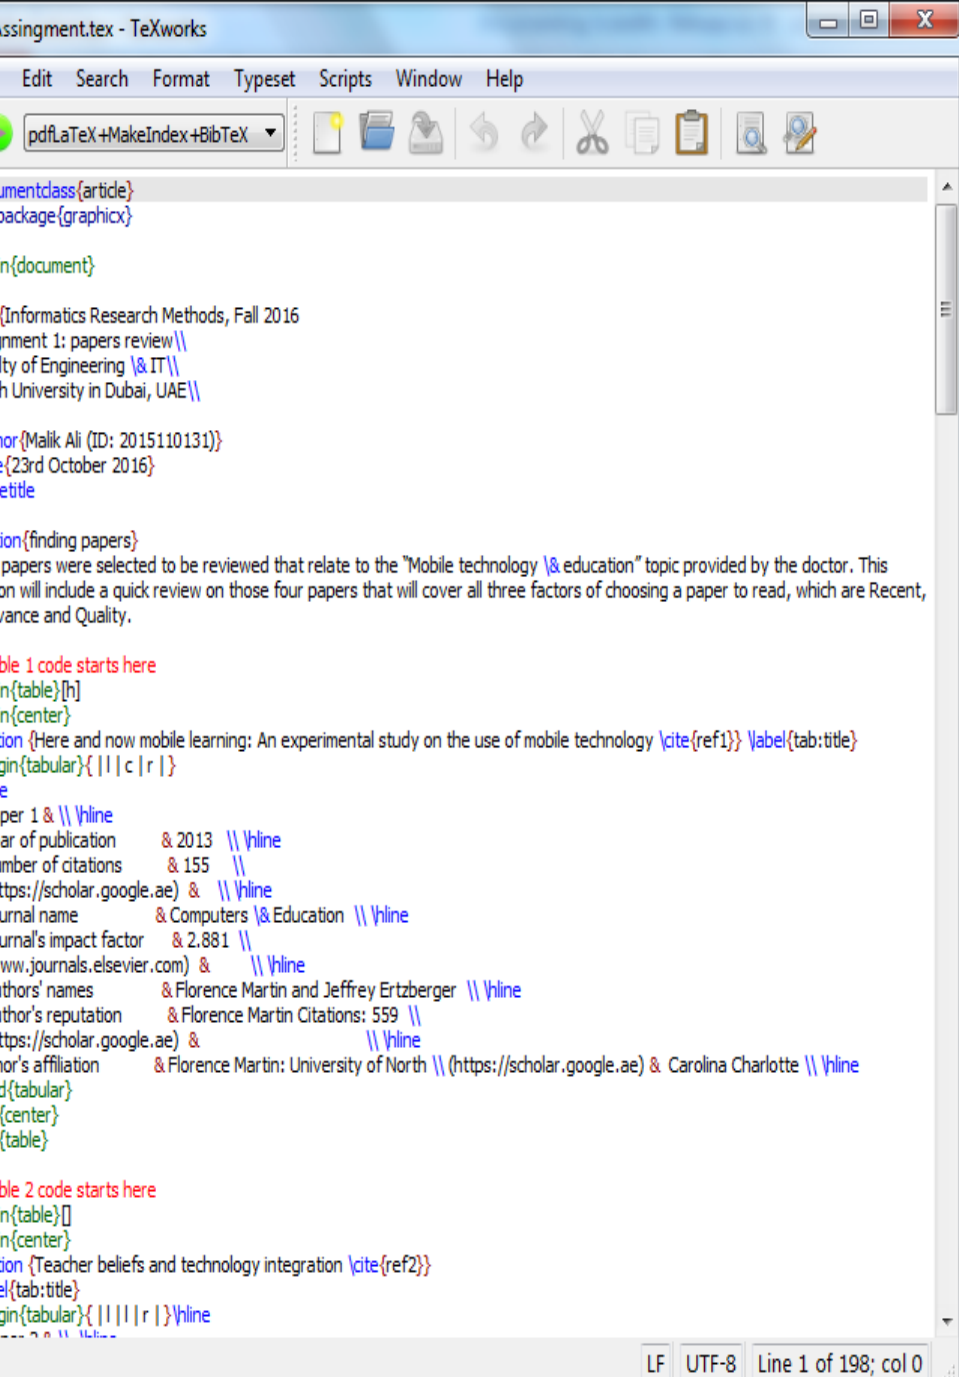 Assingment.tex - TeXworks
Edit Search Format Typeset Scripts Window Help
pdfLaTeX+MakeIndex+BibTeX
umentclass{article}
package{graphicx}
n{document}
{Informatics Research Methods, Fall 2016
gnment 1: papers review\\
lty of Engineering \& IT\\
h University in Dubai, UAE\\
nor{Malik Ali (ID: 2015110131)}
e{23rd October 2016}
etitle
ion{finding papers}
papers were selected to be reviewed that relate to the "Mobile technology \& education" topic provided by the doctor. This
on will include a quick review on those four papers that will cover all three factors of choosing a paper to read, which are Recent,
vance and Quality.
ble 1 code starts here
n{table}[h]
n{center}
tion {Here and now mobile learning: An experimental study on the use of mobile technology \cite{ref1}} \label{tab:title}
gin{tabular}{ | l | c | r | }
e
per 1 & \\ \hline
ar of publication & 2013 \\ \hline
mber of citations & 155 \\
ttps://scholar.google.ae) & \\ \hline
urnal name & Computers \& Education \\ \hline
urnal's impact factor & 2.881 \\
ww.journals.elsevier.com) & \\ \hline
thors' names & Florence Martin and Jeffrey Ertzberger \\ \hline
thor's reputation & Florence Martin Citations: 559 \\
ttps://scholar.google.ae) & \\ \hline
nor's affiliation & Florence Martin: University of North \\ (https://scholar.google.ae) & Carolina Charlotte \\ \hline
d{tabular}
{center}
{table}
ble 2 code starts here
n{table}[]
n{center}
tion {Teacher beliefs and technology integration \cite{ref2}}
el{tab:title}
gin{tabular}{ | l | l | r | }\hline
LF UTF-8 Line 1 of 198; col 0